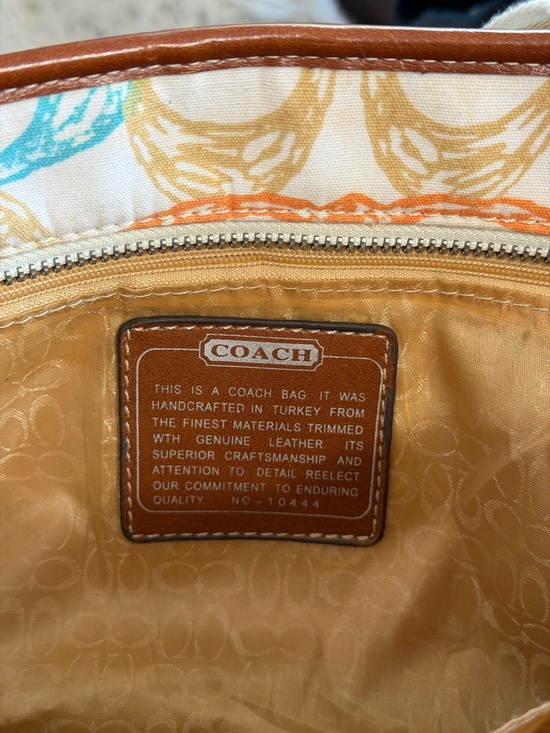 COACH
THIS IS A COACH BAG. IT WAS
HANDCRAFTED IN TURKEY FROM
THE FINEST MATERIALS TRIMMED
WTH GENUINE LEATHER. ITS
SUPERIOR CRAFTSMANSHIP AND
ATTENTION TO DETAIL REELECT
OUR COMMITMENT TO ENDURING
QUALITY. NO-10444